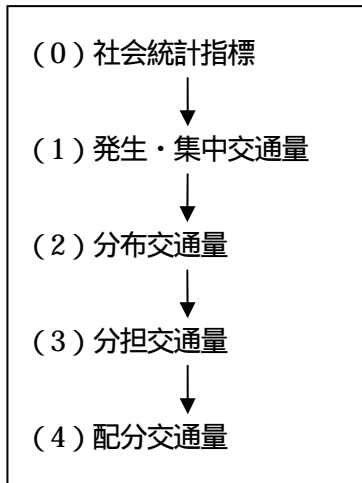 (0)社会統計指標
(1)発生・集中交通量
(2)分布交通量
(3)分担交通量
(4)配分交通量